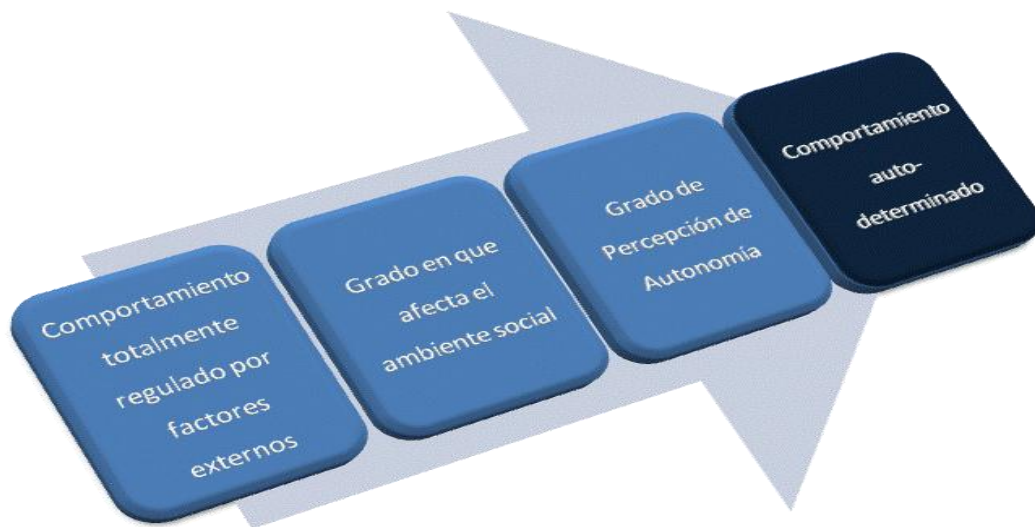 Comportamiento
totalmente
regulado por
factores
externos
Grado en que
afecta el
ambiente social
Grado de
Percepción de
Autonomía
Comportamiento
auto-
determinado